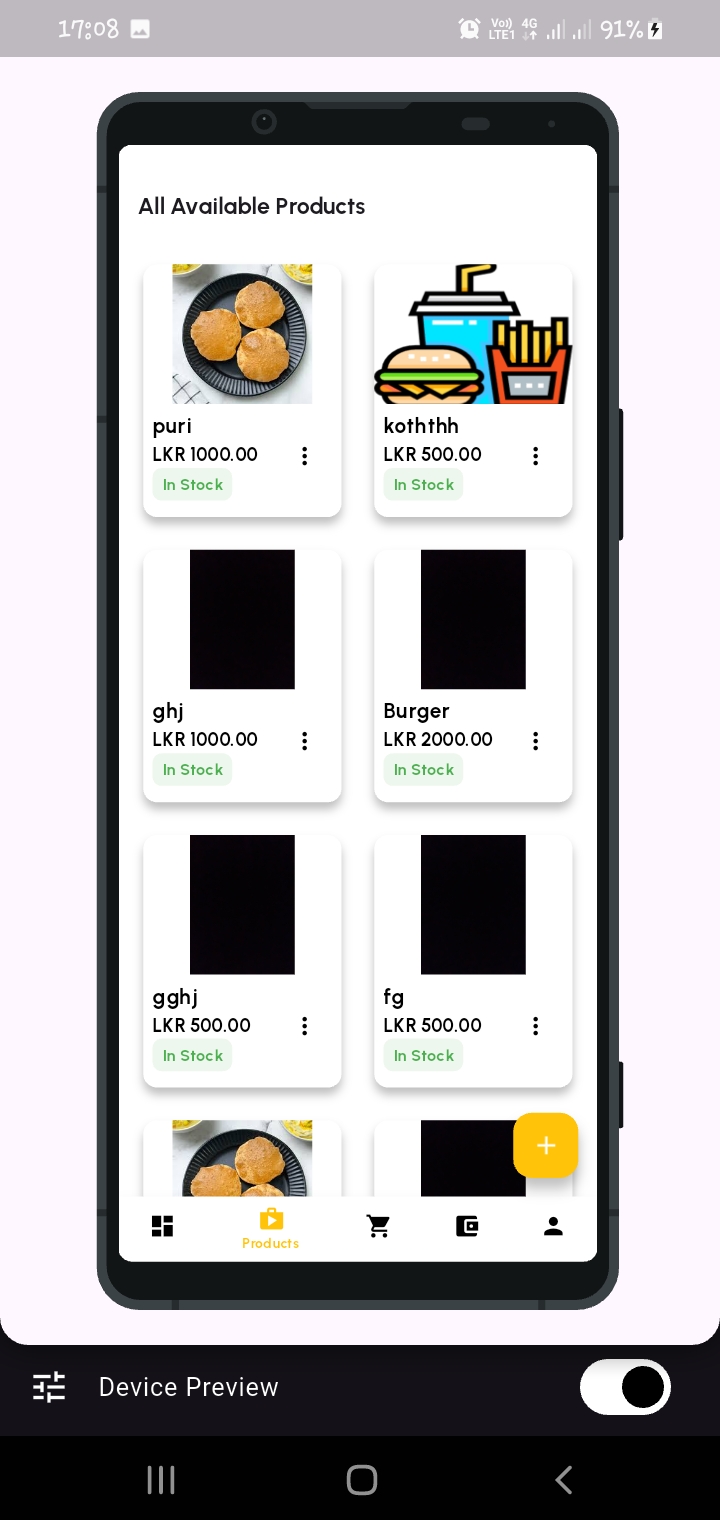 17:08
Vo) 4G
LTE1
91%
All Available Products
puri
LKR 1000.00
In Stock
koththh
LKR 500.00
In Stock
ghj
LKR 1000.00
In Stock
Burger
LKR 2000.00
In Stock
gghj
LKR 500.00
In Stock
fg
LKR 500.00
In Stock
Products
Device Preview